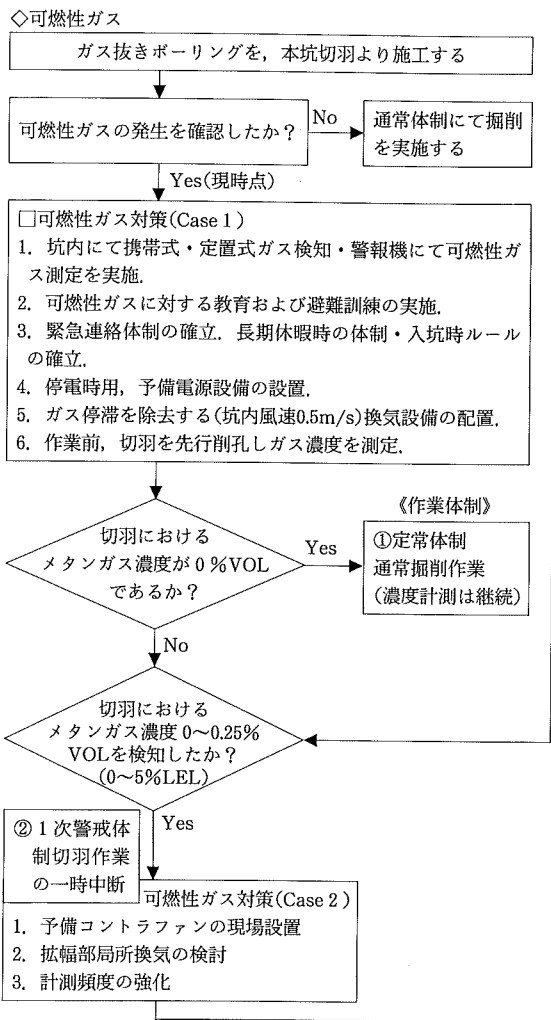 ◇可燃性ガス
ガス抜きボーリングを，本坑切羽より施工する
可燃性ガスの発生を確認したか？
No
通常体制にて掘削
を実施する
Yes(現時点)
□可燃性ガス対策(Case 1)
1．坑内にて携帯式・定置式ガス検知・警報機にて可燃性ガ
ス測定を実施．
2．可燃性ガスに対する教育および避難訓練の実施．
3．緊急連絡体制の確立．長期休暇時の体制・入坑時ルール
の確立．
4．停電時用，予備電源設備の設置．
5．ガス停滞を除去する(坑内風速0.5m/s)換気設備の配置．
6．作業前，切羽を先行削孔しガス濃度を測定．
切羽における
メタンガス濃度が0％VOL
であるか？
Yes
《作業体制》
①定常体制
通常掘削作業
(濃度計測は継続)
No
切羽における
メタンガス濃度0～0.25％
VOLを検知したか？
(0～5％LEL)
Yes
②1次警戒体
制切羽作業
の一時中断
可燃性ガス対策(Case 2)
1．予備コントラファンの現場設置
2．拡幅部局所換気の検討
3．計測頻度の強化